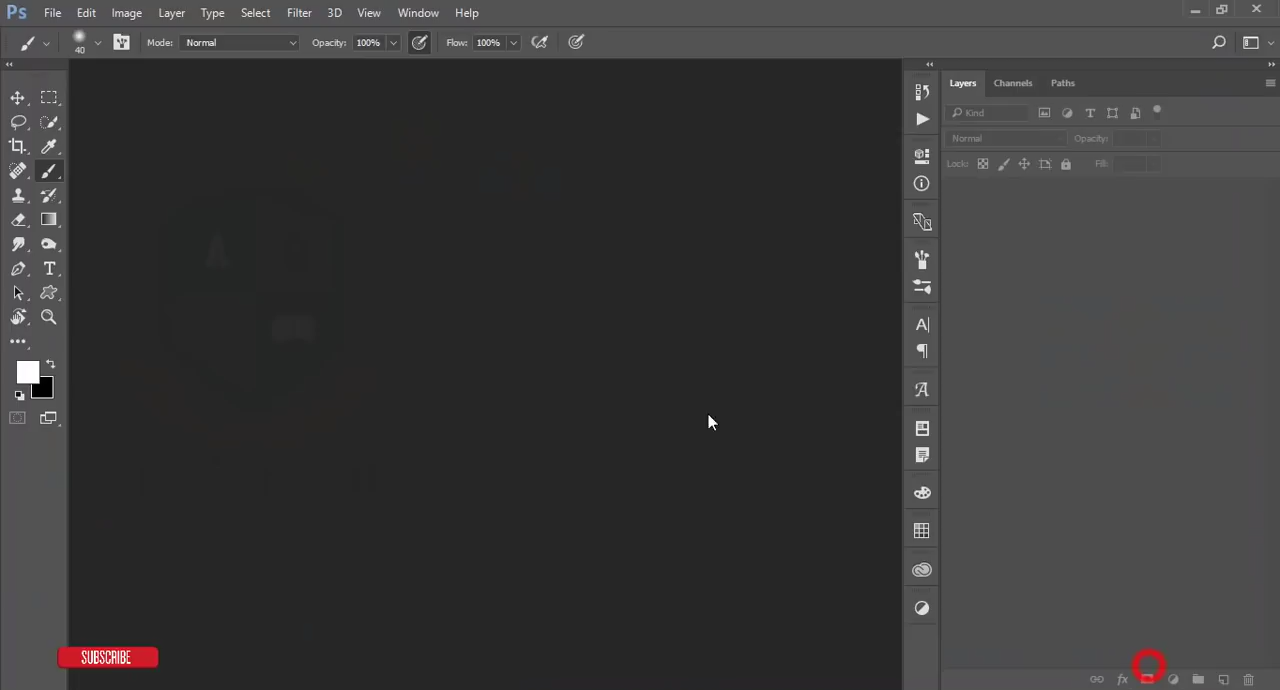 Ps File Edit Image Layer Type Select Filter 3D View Window Help
40 Mode: Normal Opacity: 100% Flow: 100%
Layers Channels Paths
Kind
Normal Opacity:
Lock: Fill:
A
SUBSCRIBE
fx